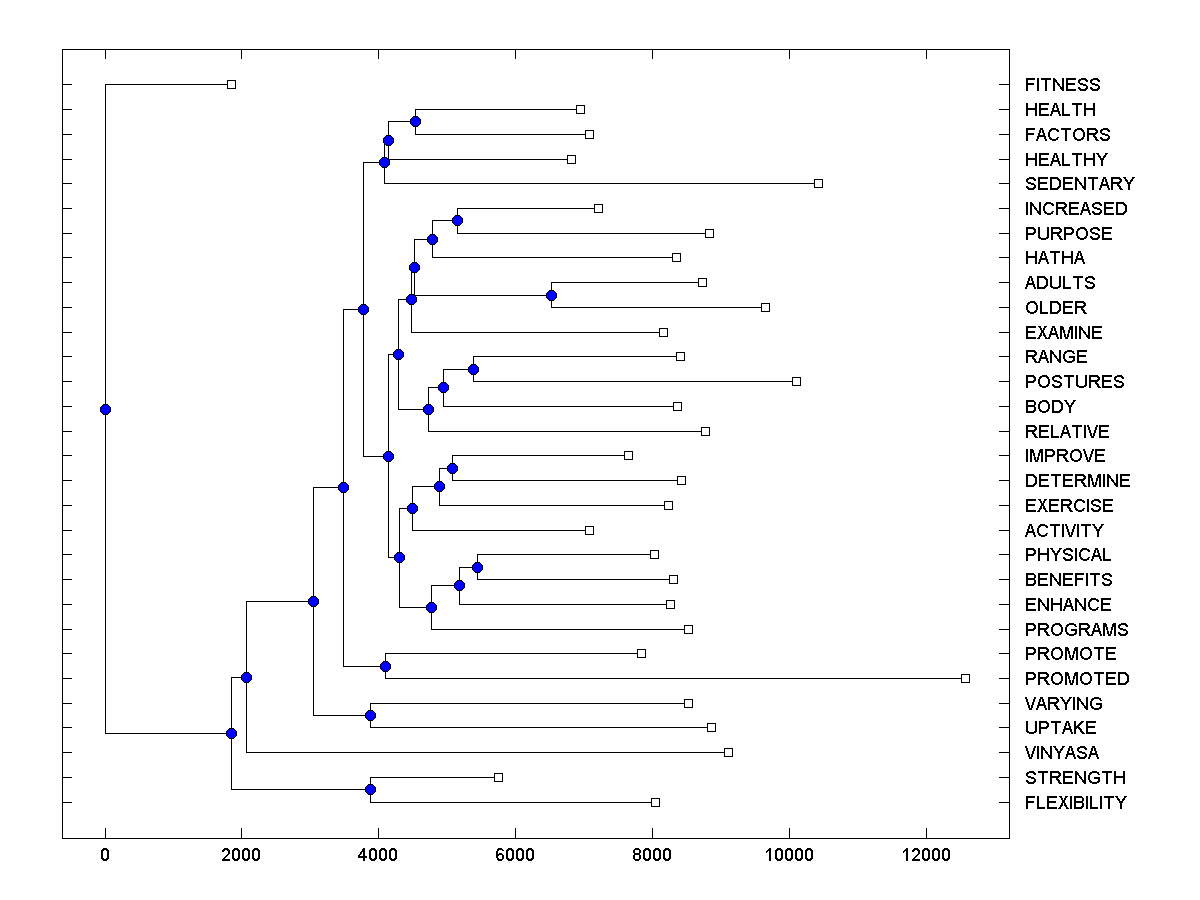 FITNESS
HEALTH
FACTORS
HEALTHY
SEDENTARY
INCREASED
PURPOSE
HATHA
ADULTS
OLDER
EXAMINE
RANGE
POSTURES
BODY
RELATIVE
IMPROVE
DETERMINE
EXERCISE
ACTIVITY
PHYSICAL
BENEFITS
ENHANCE
PROGRAMS
PROMOTE
PROMOTED
VARYING
UPTAKE
VINYASA
STRENGTH
FLEXIBILITY
0 2000 4000 6000 8000 10000 12000